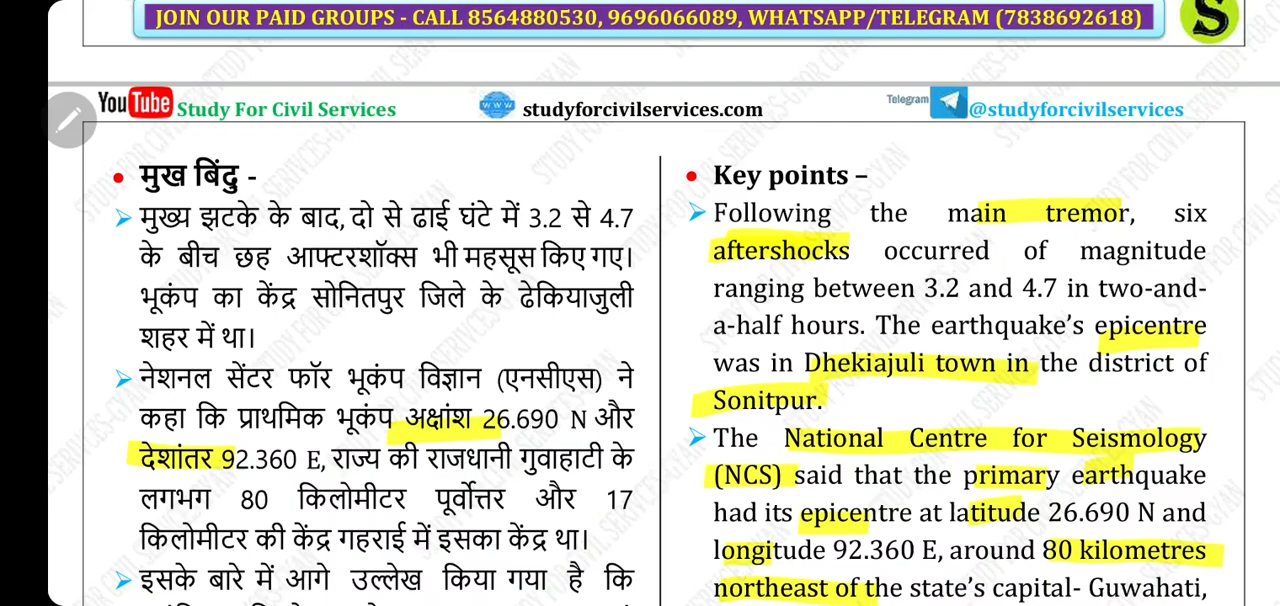 JOIN OUR PAID GROUPS - CALL 8564880530, 9696066089, WHATSAPP/TELEGRAM (7838692618)
S
YouTube Study For Civil Services
www studyforcivilservices.com
Telegram @studyforcivilservices
• मुख बिंदु -
मुख्य झटके के बाद, दो से ढाई घंटे में 3.2 से 4.7
के बीच छह आफ्टरशॉक्स भी महसूस किए गए।
भूकंप का केंद्र सोनितपुर जिले के ढेकियाजुली
शहर में था।
नेशनल सेंटर फॉर भूकंप विज्ञान (एनसीएस) ने
कहा कि प्राथमिक भूकंप अक्षांश 26.690 N और
देशांतर 92.360 E, राज्य की राजधानी गुवाहाटी के
लगभग 80 किलोमीटर पूर्वोत्तर और 17
किलोमीटर की केंद्र गहराई में इसका केंद्र था।
इसके बारे में आगे उल्लेख किया गया है कि
• Key points –
Following the main tremor, six
aftershocks occurred of magnitude
ranging between 3.2 and 4.7 in two-and-
a-half hours. The earthquake's epicentre
was in Dhekiajuli town in the district of
Sonitpur.
The National Centre for Seismology
(NCS) said that the primary earthquake
had its epicentre at latitude 26.690 N and
longitude 92.360 E, around 80 kilometres
northeast of the state's capital- Guwahati,